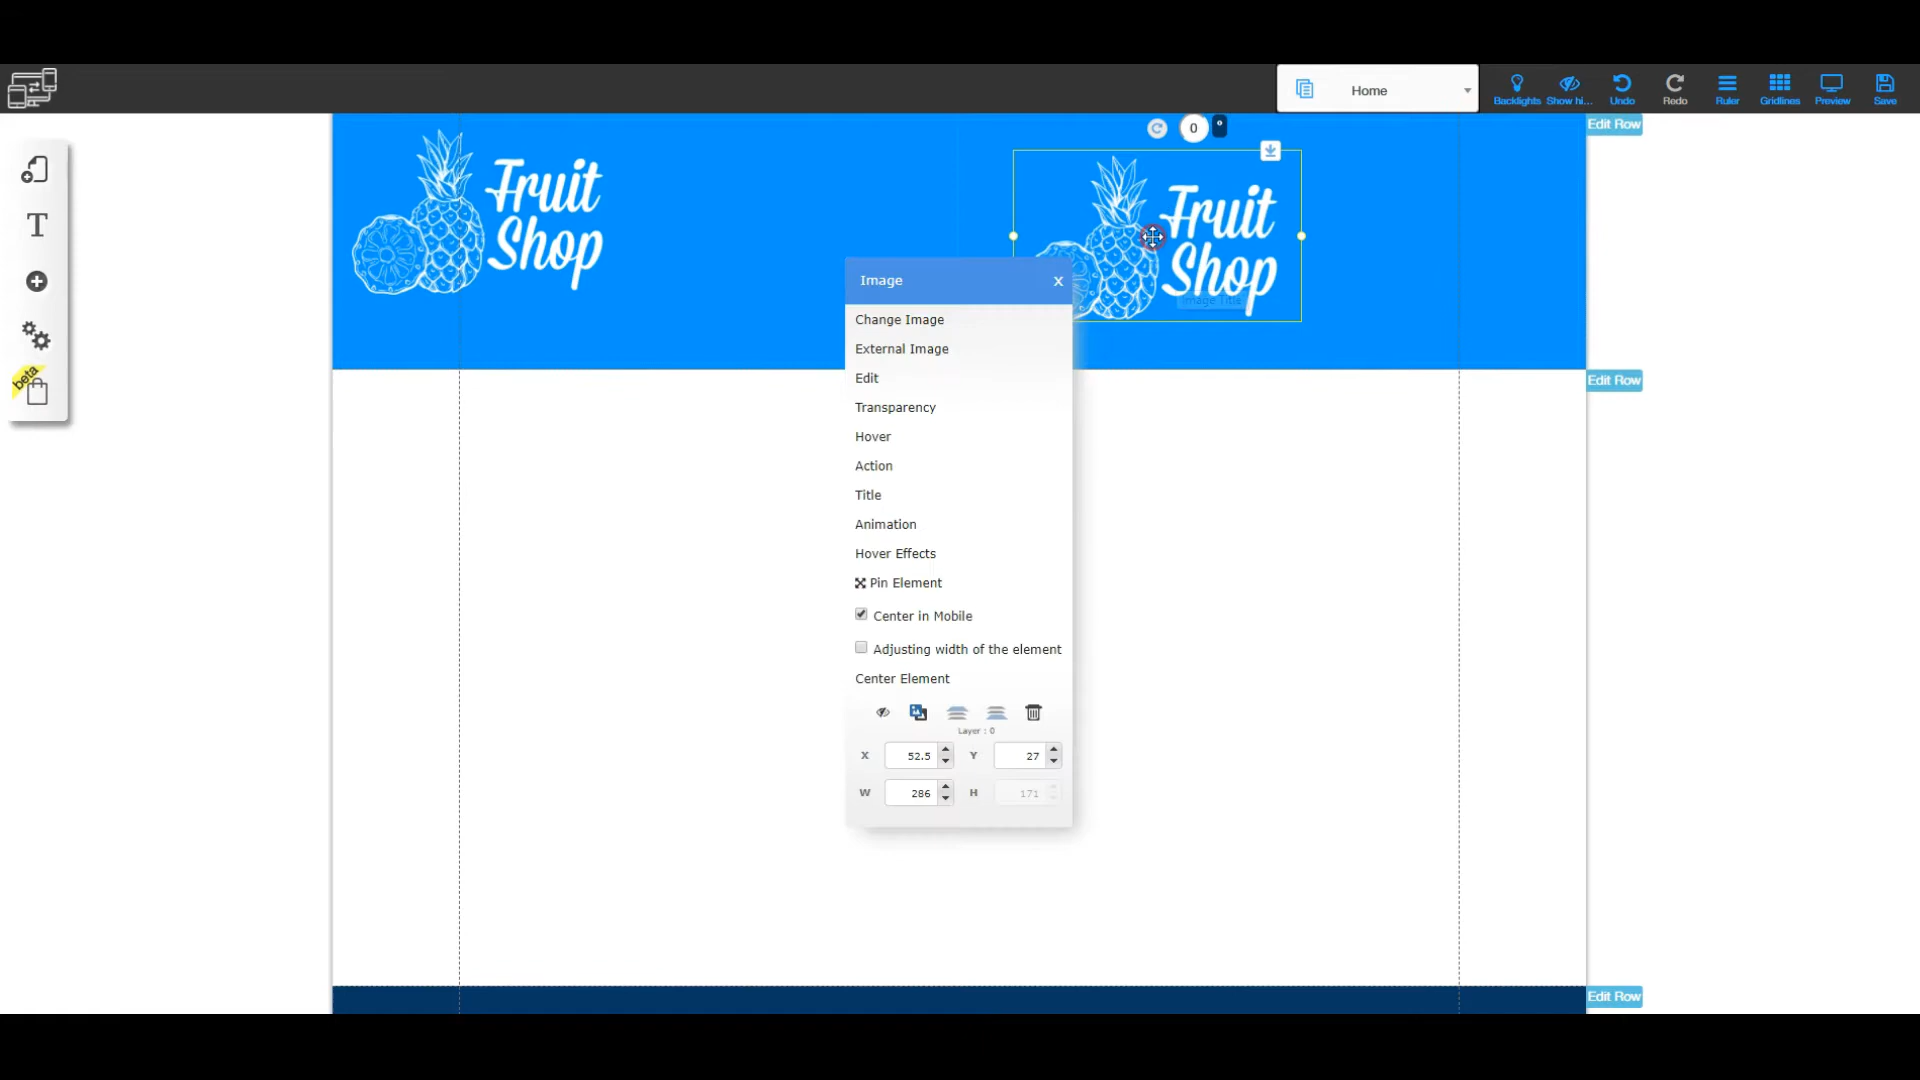 Home
Backlights
Show hi...
Undo
Redo
Ruler
Gridlines
Preview
Save
Edit Row
0
Fruit
Shop
Fruit
Shop
Image Title
Image
x
Change Image
External Image
Edit
Transparency
Hover
Action
Title
Animation
Hover Effects
Pin Element
Center in Mobile
Adjusting width of the element
Center Element
Layer : 0
X 52.5 Y 27
W 286 H 171
T
beta
Edit Row
Edit Row